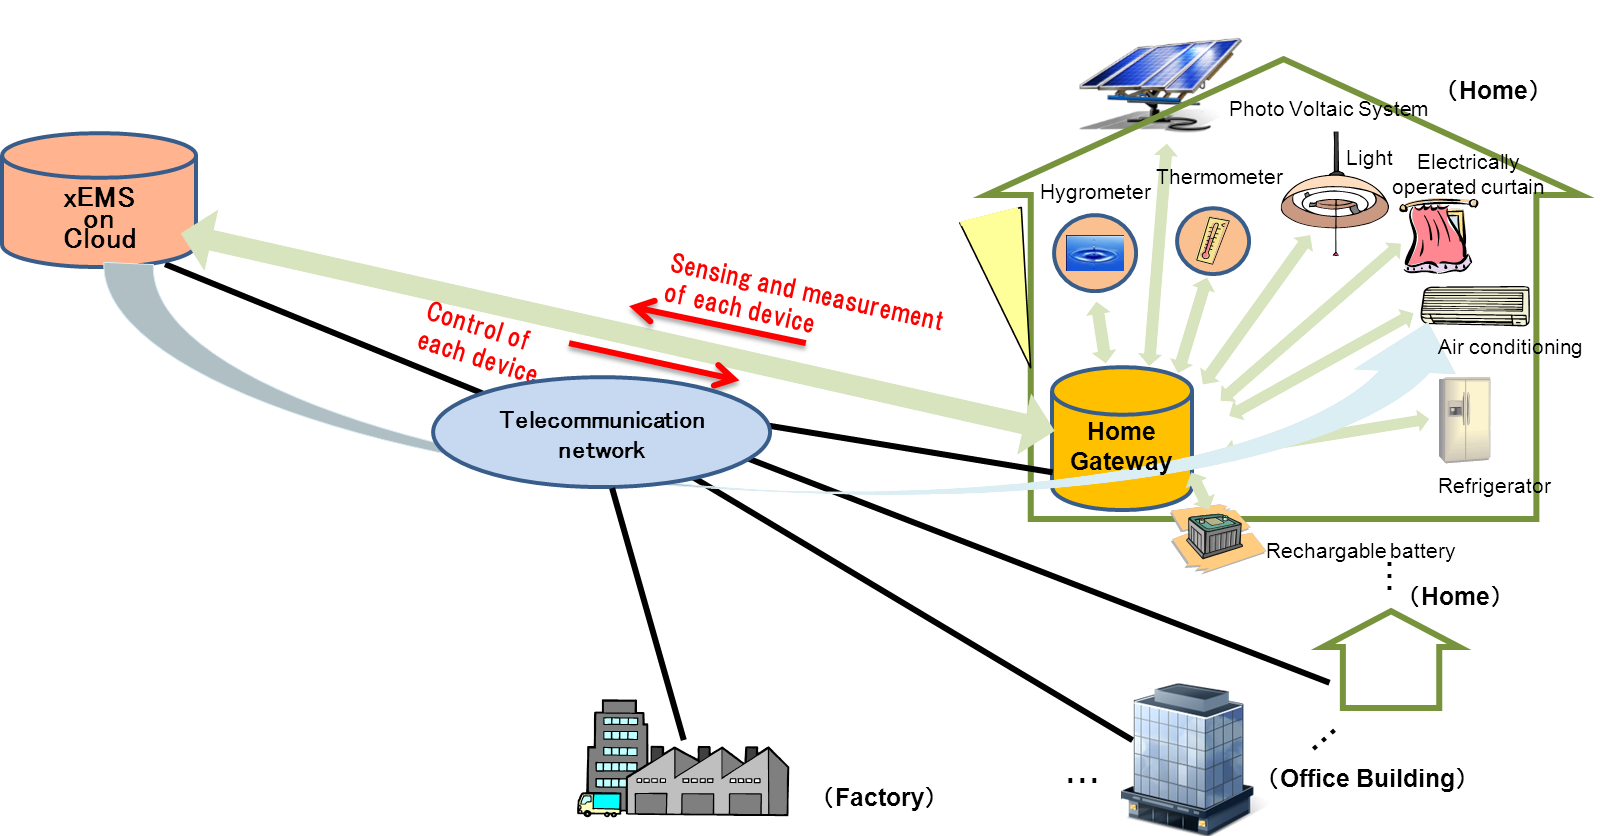 （Home）
Photo Voltaic System
Light
Electrically
operated curtain
Thermometer
Hygrometer
xEMS
on
Cloud
Sensing and measurement
of each device
Control of
each device
Air conditioning
Telecommunication
network
Home
Gateway
Refrigerator
Rechargable battery
⋮
（Home）
...
（Office Building）
...
（Factory）